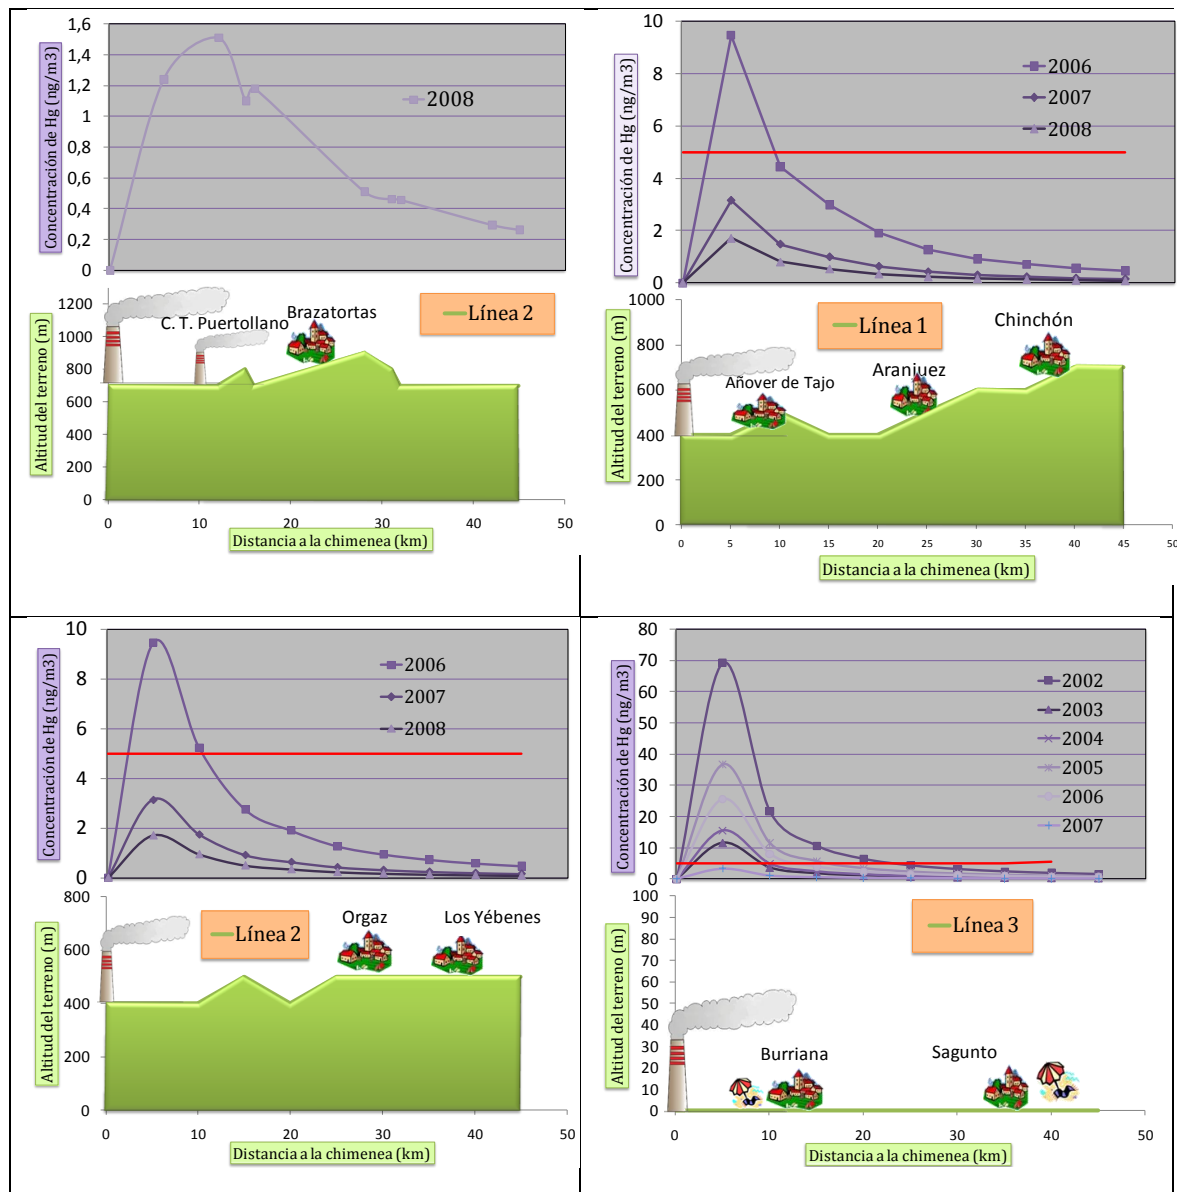 Concentración de Hg (ng/m3)
1,6
1,4
1,2
1
0,8
0,6
0,4
0,2
0
2008
Altitud del terreno (m)
1200
1000
800
600
400
200
0
C. T. Puertollano
Brazatortas
Línea 2
0 10 20 30 40 50
Distancia a la chimenea (km)
Concentración de Hg (ng/m3)
10
8
6
4
2
0
2006
2007
2008
Altitud del terreno (m)
1000
800
600
400
200
0
Línea 1
Chinchón
Aranjuez
Añover de Tajo
0 5 10 15 20 25 30 35 40 45 50
Distancia a la chimenea (km)
Concentración de Hg (ng/m3)
10
8
6
4
2
0
2006
2007
2008
Altitud del terreno (m)
800
600
400
200
0
Línea 2
Orgaz
Los Yébenes
0 10 20 30 40 50
Distancia a la chimenea (km)
Concentración de Hg (ng/m3)
80
70
60
50
40
30
20
10
0
2002
2003
2004
2005
2006
2007
Altitud del terreno (m)
100
90
80
70
60
50
40
30
20
10
0
Línea 3
Burriana
Sagunto
0 10 20 30 40 50
Distancia a la chimenea (km)